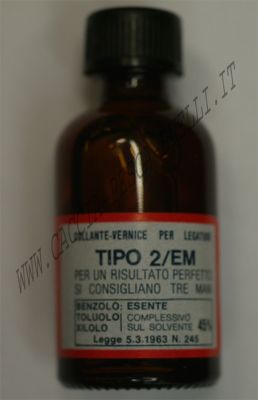 COLLANTE-VERNICE PER LEGATURE
TIPO 2/EM
PER UN RISULTATO PERFETTO
SI CONSIGLIANO TRE MANI
BENZOLO: ESENTE
TOLUOLO COMPLESSIVO
XILOLO SUL SOLVENTE 45%
Legge 5.3.1963 N. 245